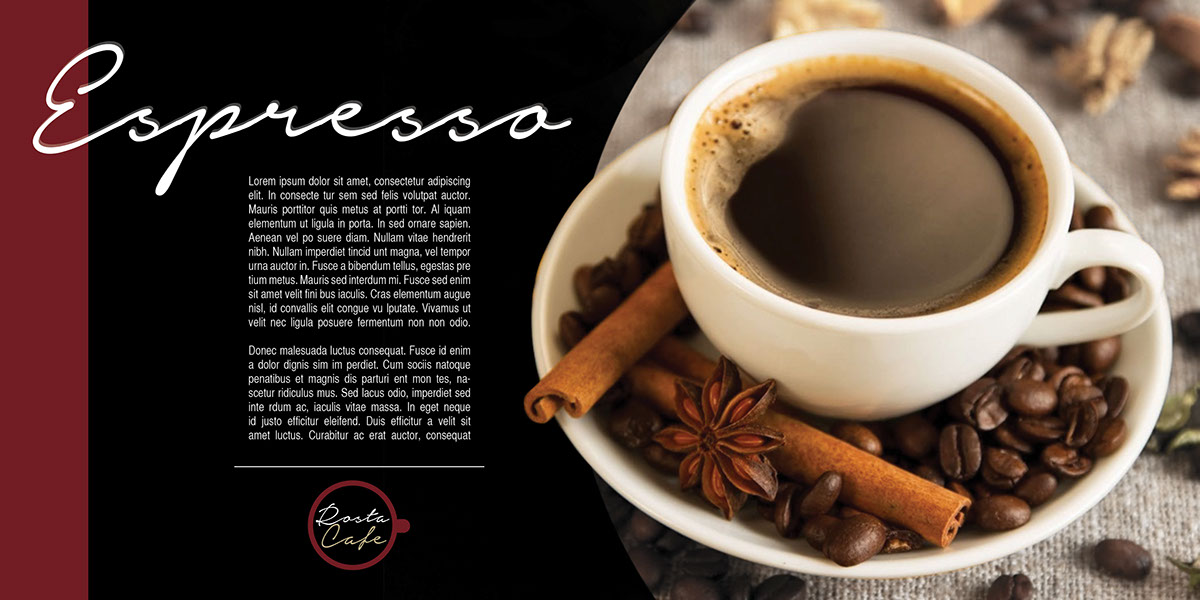 Espresso
Lorem ipsum dolor sit amet, consectetur adipiscing
elit. In consecte tur sem sed felis volutpat auctor.
Mauris porttitor quis metus at portti tor. Al iquam
elementum ut ligula in porta. In sed ornare sapien.
Aenean vel po suere diam. Nullam vitae hendrerit
nibh. Nullam imperdiet tincid unt magna, vel tempor
urna auctor in. Fusce a bibendum tellus, egestas pre
tium metus. Mauris sed interdum mi. Fusce sed enim
sit amet velit fini bus iaculis. Cras elementum augue
nisl, id convallis elit congue vu lputate. Vivamus ut
velit nec ligula posuere fermentum non non odio.
Donec malesuada luctus consequat. Fusce id enim
a dolor dignis sim im perdiet. Cum sociis natoque
penatibus et magnis dis parturi ent mon tes, na-
scetur ridiculus mus. Sed lacus odio, imperdiet sed
inte rdum ac, iaculis vitae massa. In eget neque
id justo efficitur eleifend. Duis efficitur a velit sit
amet luctus. Curabitur ac erat auctor, consequat
Rosta
Cafe